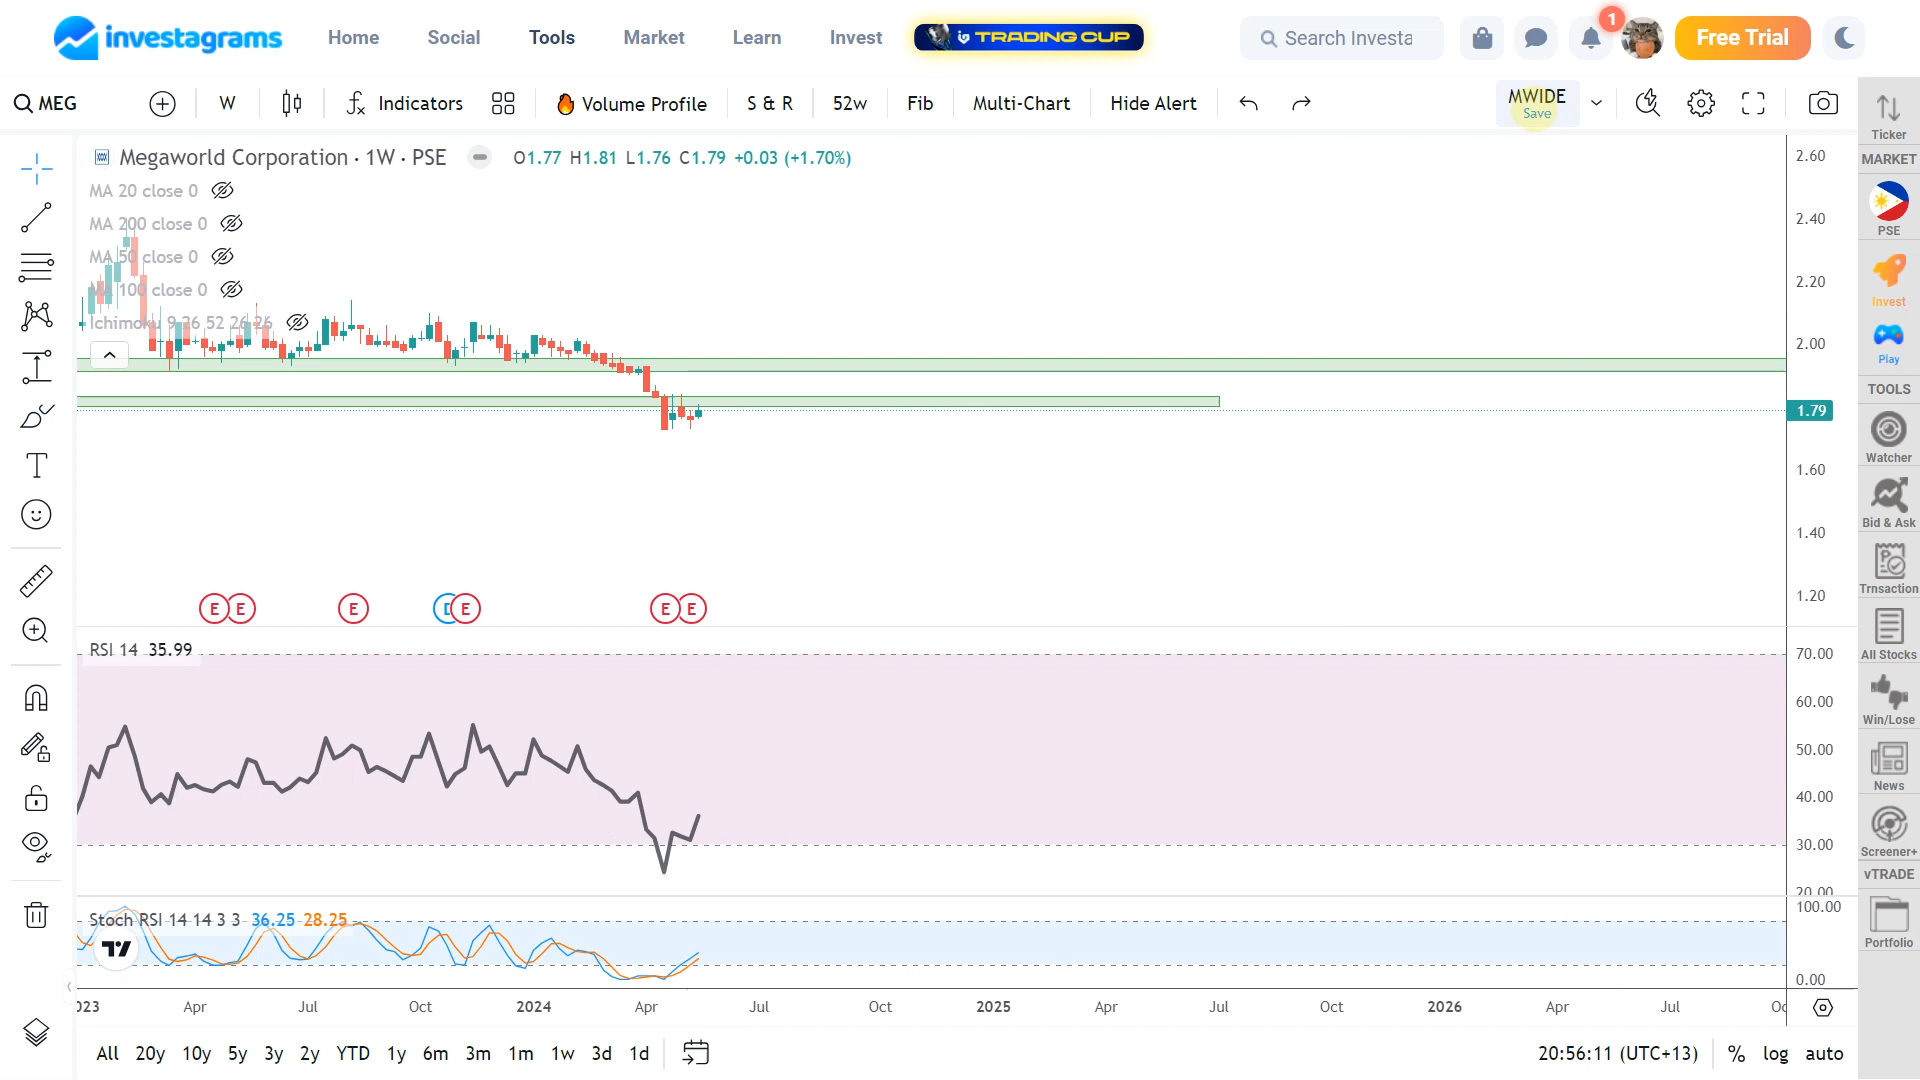 investagrams
Home
Social
Tools
Market
Learn
Invest
TRADING CUP
Search Investa
1
Free Trial
MEG
W
Indicators
Volume Profile
S & R
52w
Fib
Multi-Chart
Hide Alert
MWIDE
Save
Megaworld Corporation · 1W · PSE
O1.77 H1.81 L1.76 C1.79 +0.03 (+1.70%)
MA 20 close 0
MA 200 close 0
MA 50 close 0
MA 100 close 0
Ichimoku 9 26 52 26 26
2.60
2.40
2.20
2.00
1.79
1.60
1.40
1.20
E
E
E
E
E
E
RSI 14 35.99
70.00
60.00
50.00
40.00
30.00
20.00
Stoch RSI 14 14 3 3 36.25 28.25
100.00
0.00
2023 Apr Jul Oct 2024 Apr Jul Oct 2025 Apr Jul Oct 2026 Apr Jul
All 20y 10y 5y 3y 2y YTD 1y 6m 3m 1m 1w 3d 1d
20:56:11 (UTC+13)
% log auto
Ticker
MARKET
PSE
Invest
Play
TOOLS
Watcher
Bid & Ask
Trnsaction
All Stocks
Win/Lose
News
Screener+
vTRADE
Portfolio